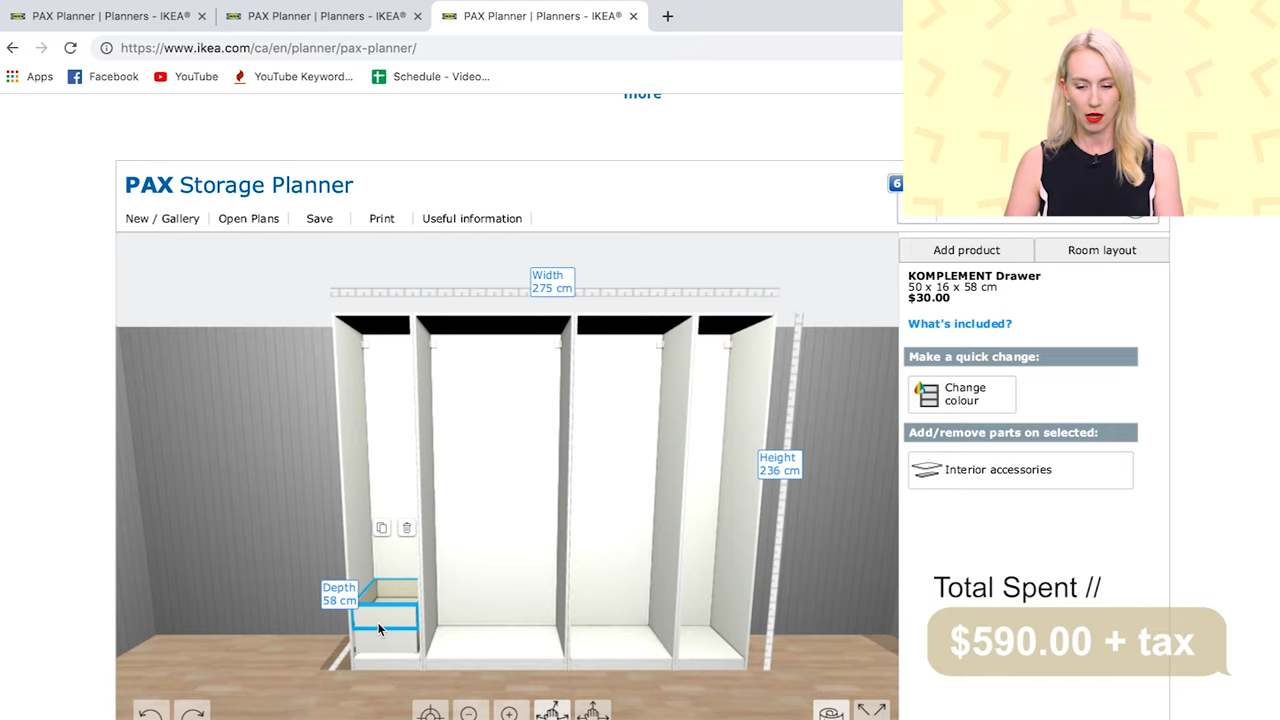 PAX Planner | Planners - IKEA®
PAX Planner | Planners - IKEA®
PAX Planner | Planners - IKEA®
https://www.ikea.com/ca/en/planner/pax-planner/
Apps
Facebook
YouTube
YouTube Keyword...
Schedule - Video...
more
PAX Storage Planner
6
New / Gallery
Open Plans
Save
Print
Useful information
Add product
Room layout
Width
275 cm
KOMPLEMENT Drawer
50 x 16 x 58 cm
$30.00
What's included?
Make a quick change:
Change
colour
Add/remove parts on selected:
Interior accessories
Height
236 cm
Depth
58 cm
Total Spent //
$590.00 + tax